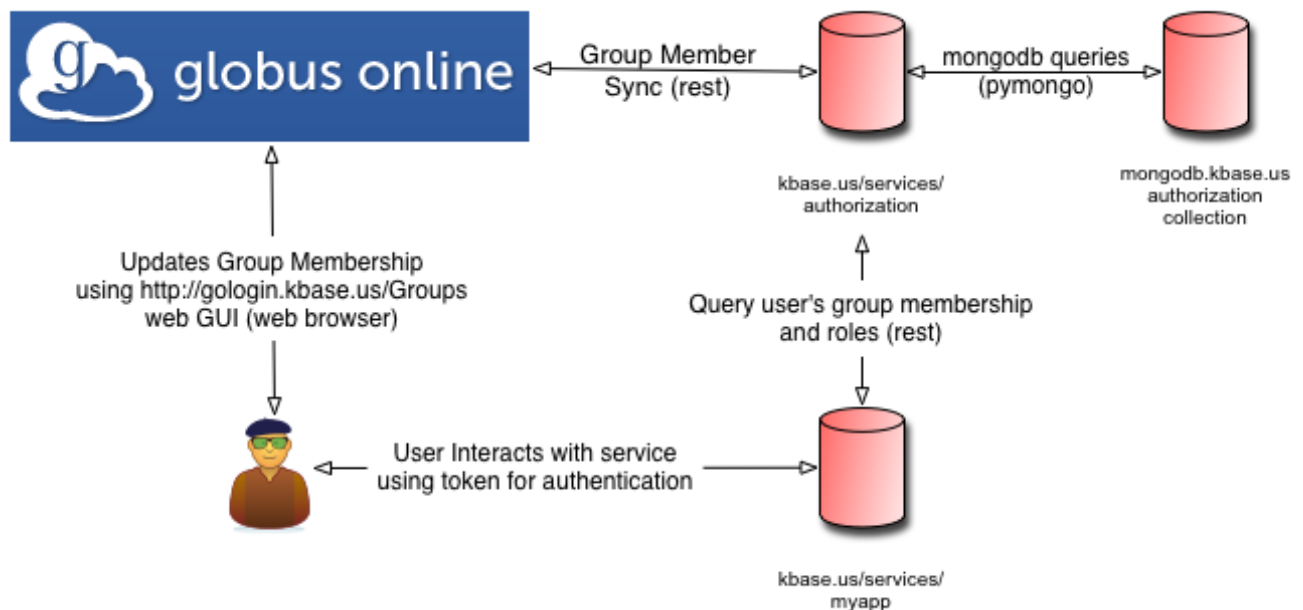 g
globus online
Group Member
Sync (rest)
mongodb queries
(pymongo)
kbase.us/services/
authorization
mongodb.kbase.us
authorization
collection
Updates Group Membership
using http://gologin.kbase.us/Groups
web GUI (web browser)
Query user's group membership
and roles (rest)
User Interacts with service
using token for authentication
kbase.us/services/
myapp